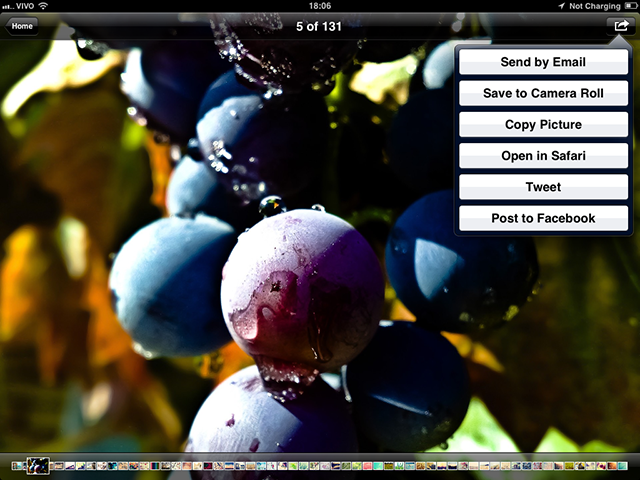 VIVO
18:06
Not Charging
Home
5 of 131
Send by Email
Save to Camera Roll
Copy Picture
Open in Safari
Tweet
Post to Facebook